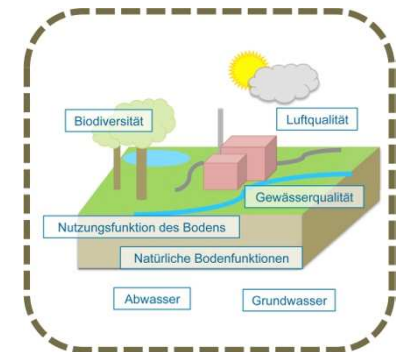 Biodiversität
Luftqualität
Gewässerqualität
Nutzungsfunktion des Bodens
Natürliche Bodenfunktionen
Abwasser
Grundwasser